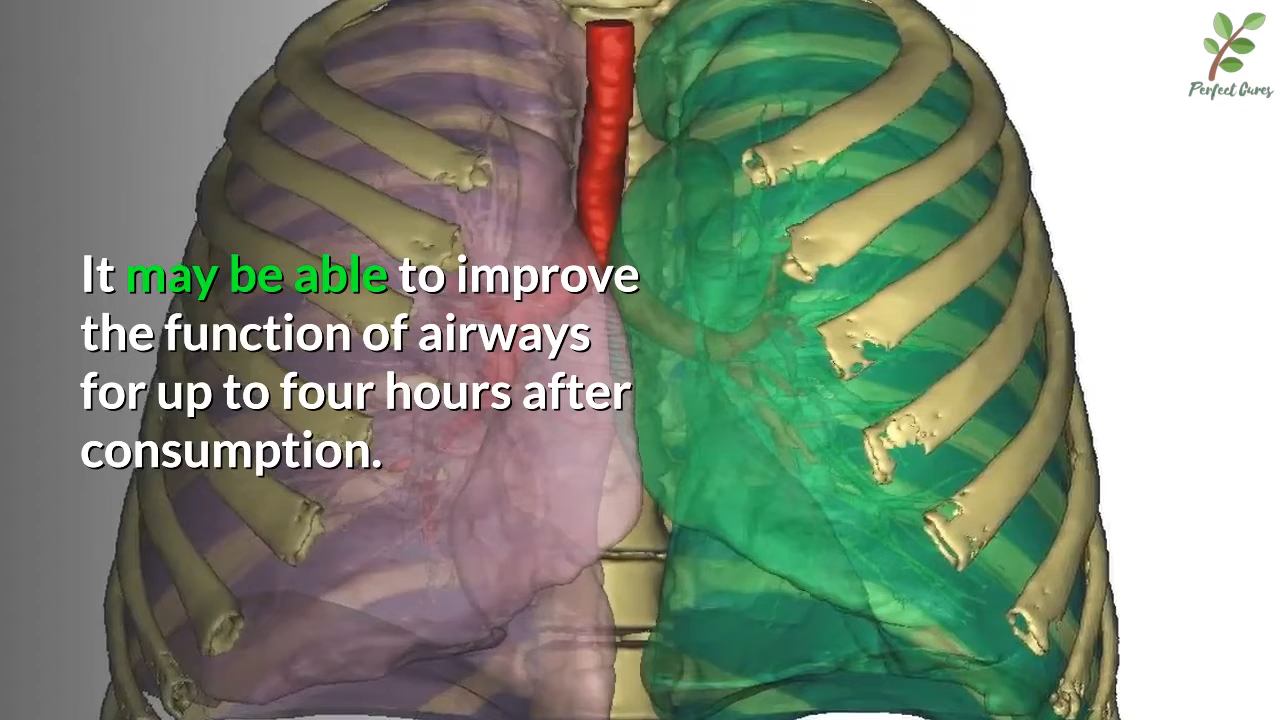 Perfect Cures
It may be able to improve
the function of airways
for up to four hours after
consumption.